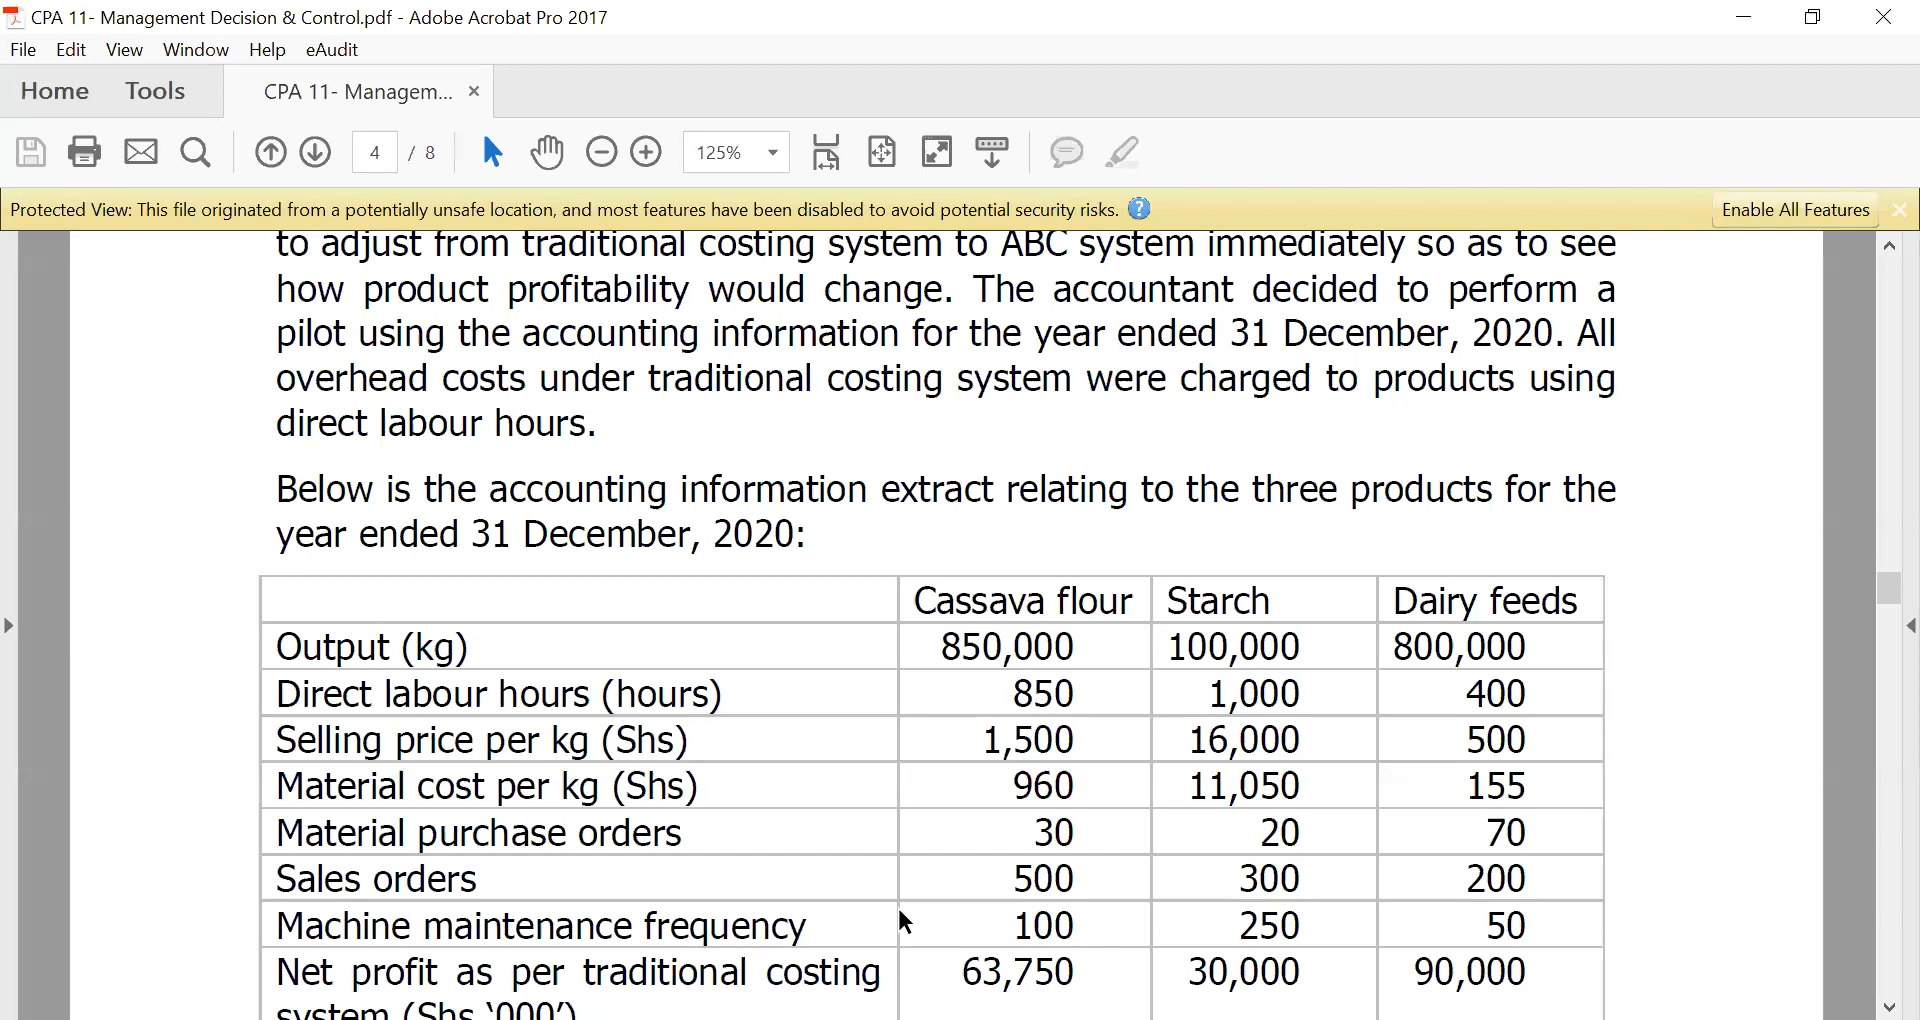 CPA 11- Management Decision & Control.pdf - Adobe Acrobat Pro 2017
File Edit View Window Help eAudit
Home Tools CPA 11- Managem... ×
4 / 8 125%
Protected View: This file originated from a potentially unsafe location, and most features have been disabled to avoid potential security risks. ? Enable All Features
to adjust from traditional costing system to ABC system immediately so as to see
how product profitability would change. The accountant decided to perform a
pilot using the accounting information for the year ended 31 December, 2020. All
overhead costs under traditional costing system were charged to products using
direct labour hours.
Below is the accounting information extract relating to the three products for the
year ended 31 December, 2020:
Cassava flour Starch Dairy feeds
Output (kg) 850,000 100,000 800,000
Direct labour hours (hours) 850 1,000 400
Selling price per kg (Shs) 1,500 16,000 500
Material cost per kg (Shs) 960 11,050 155
Material purchase orders 30 20 70
Sales orders 500 300 200
Machine maintenance frequency 100 250 50
Net profit as per traditional costing 63,750 30,000 90,000
system (Shs '000')